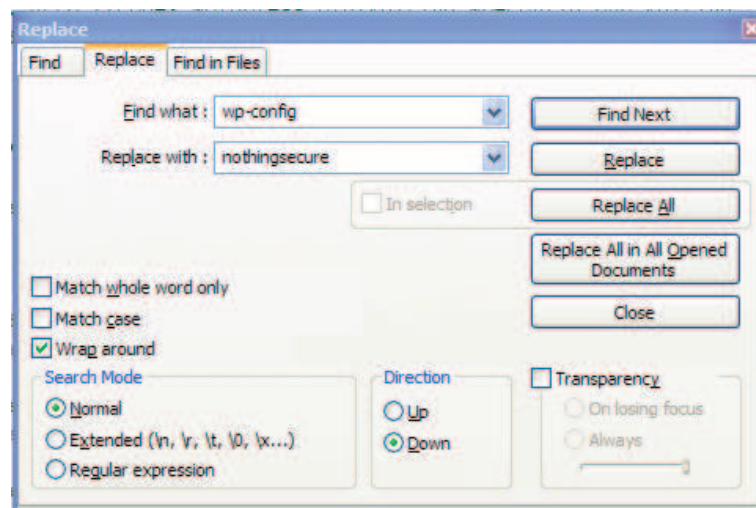 Replace
Find Replace Find in Files
Find what : wp-config Find Next
Replace with : nothingsecure Replace
In selection Replace All
Replace All in All Opened
Documents
Match whole word only
Match case Close
Wrap around
Search Mode Direction Transparency
Normal Up On losing focus
Extended (\n, \r, \t, \0, \x...) Down Always
Regular expression